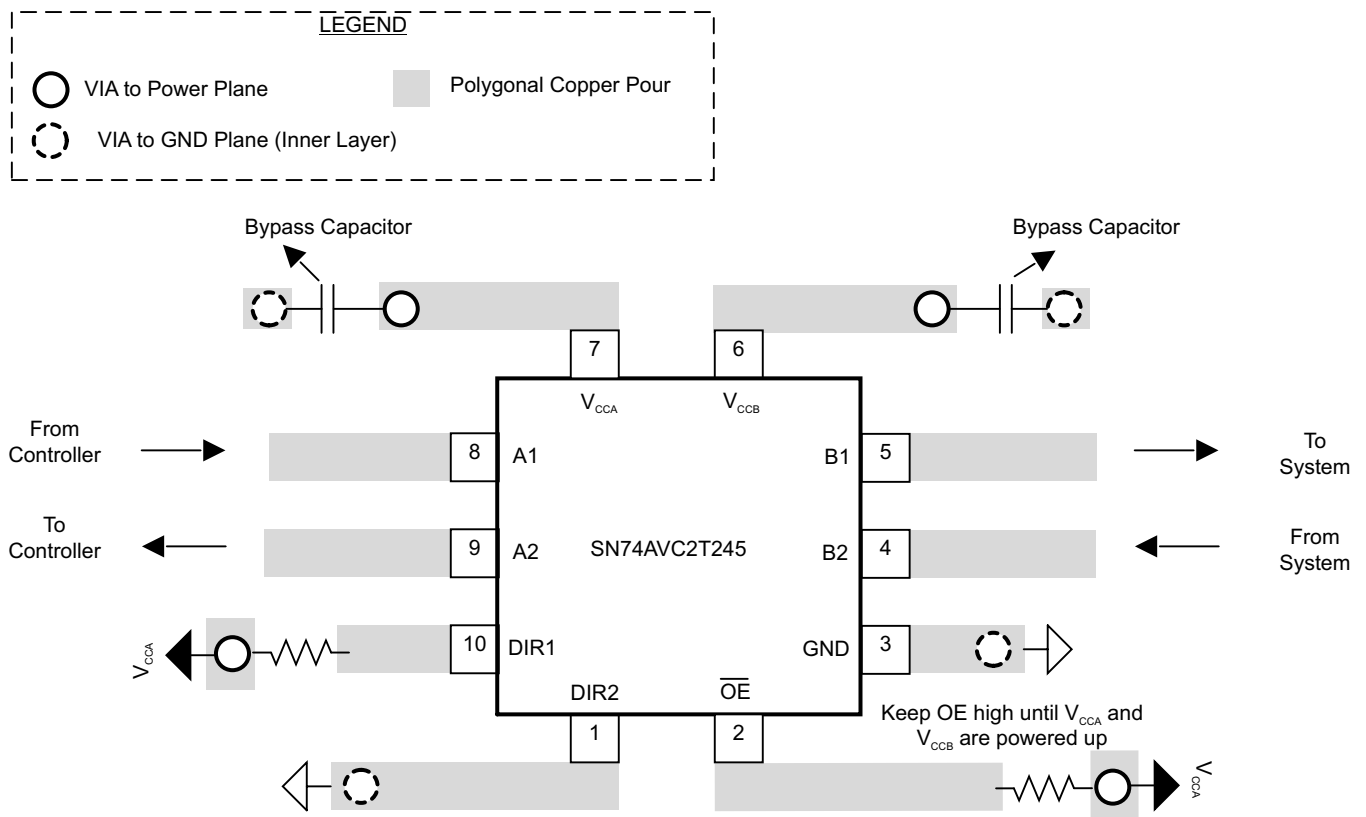 LEGEND
VIA to Power Plane
Polygonal Copper Pour
VIA to GND Plane (Inner Layer)
Bypass Capacitor
Bypass Capacitor
7
6
VCCA
VCCB
From
Controller
8
A1
B1
5
To
System
To
Controller
9
A2
SN74AVC2T245
B2
4
From
System
VCCA
10
DIR1
GND
3
DIR2
OE
1
2
Keep OE high until VCCA and
VCCB are powered up
VCCA